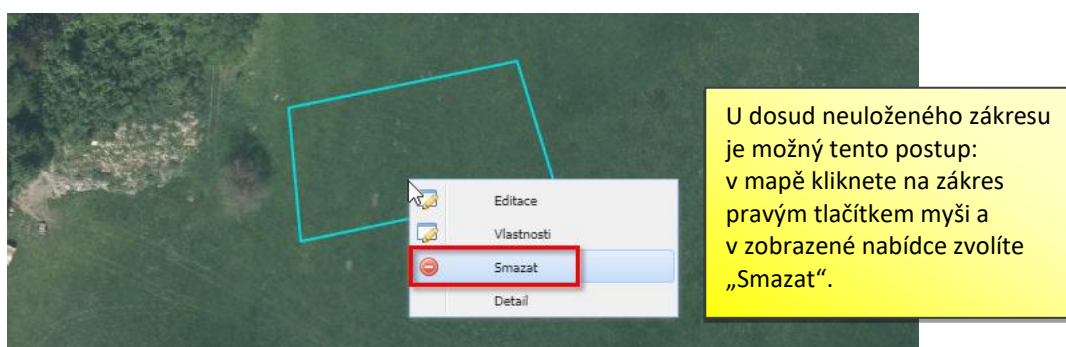 Editace
Vlastnosti
Smazat
Detail
U dosud neuloženého zákresu
je možný tento postup:
v mapě kliknete na zákres
pravým tlačítkem myši a
v zobrazené nabídce zvolíte
„Smazat“.